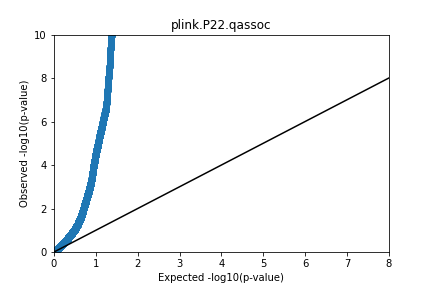 plink.P22.qassoc
10
8
6
4
2
0
Observed -log10(p-value)
0 1 2 3 4 5 6 7 8
Expected -log10(p-value)